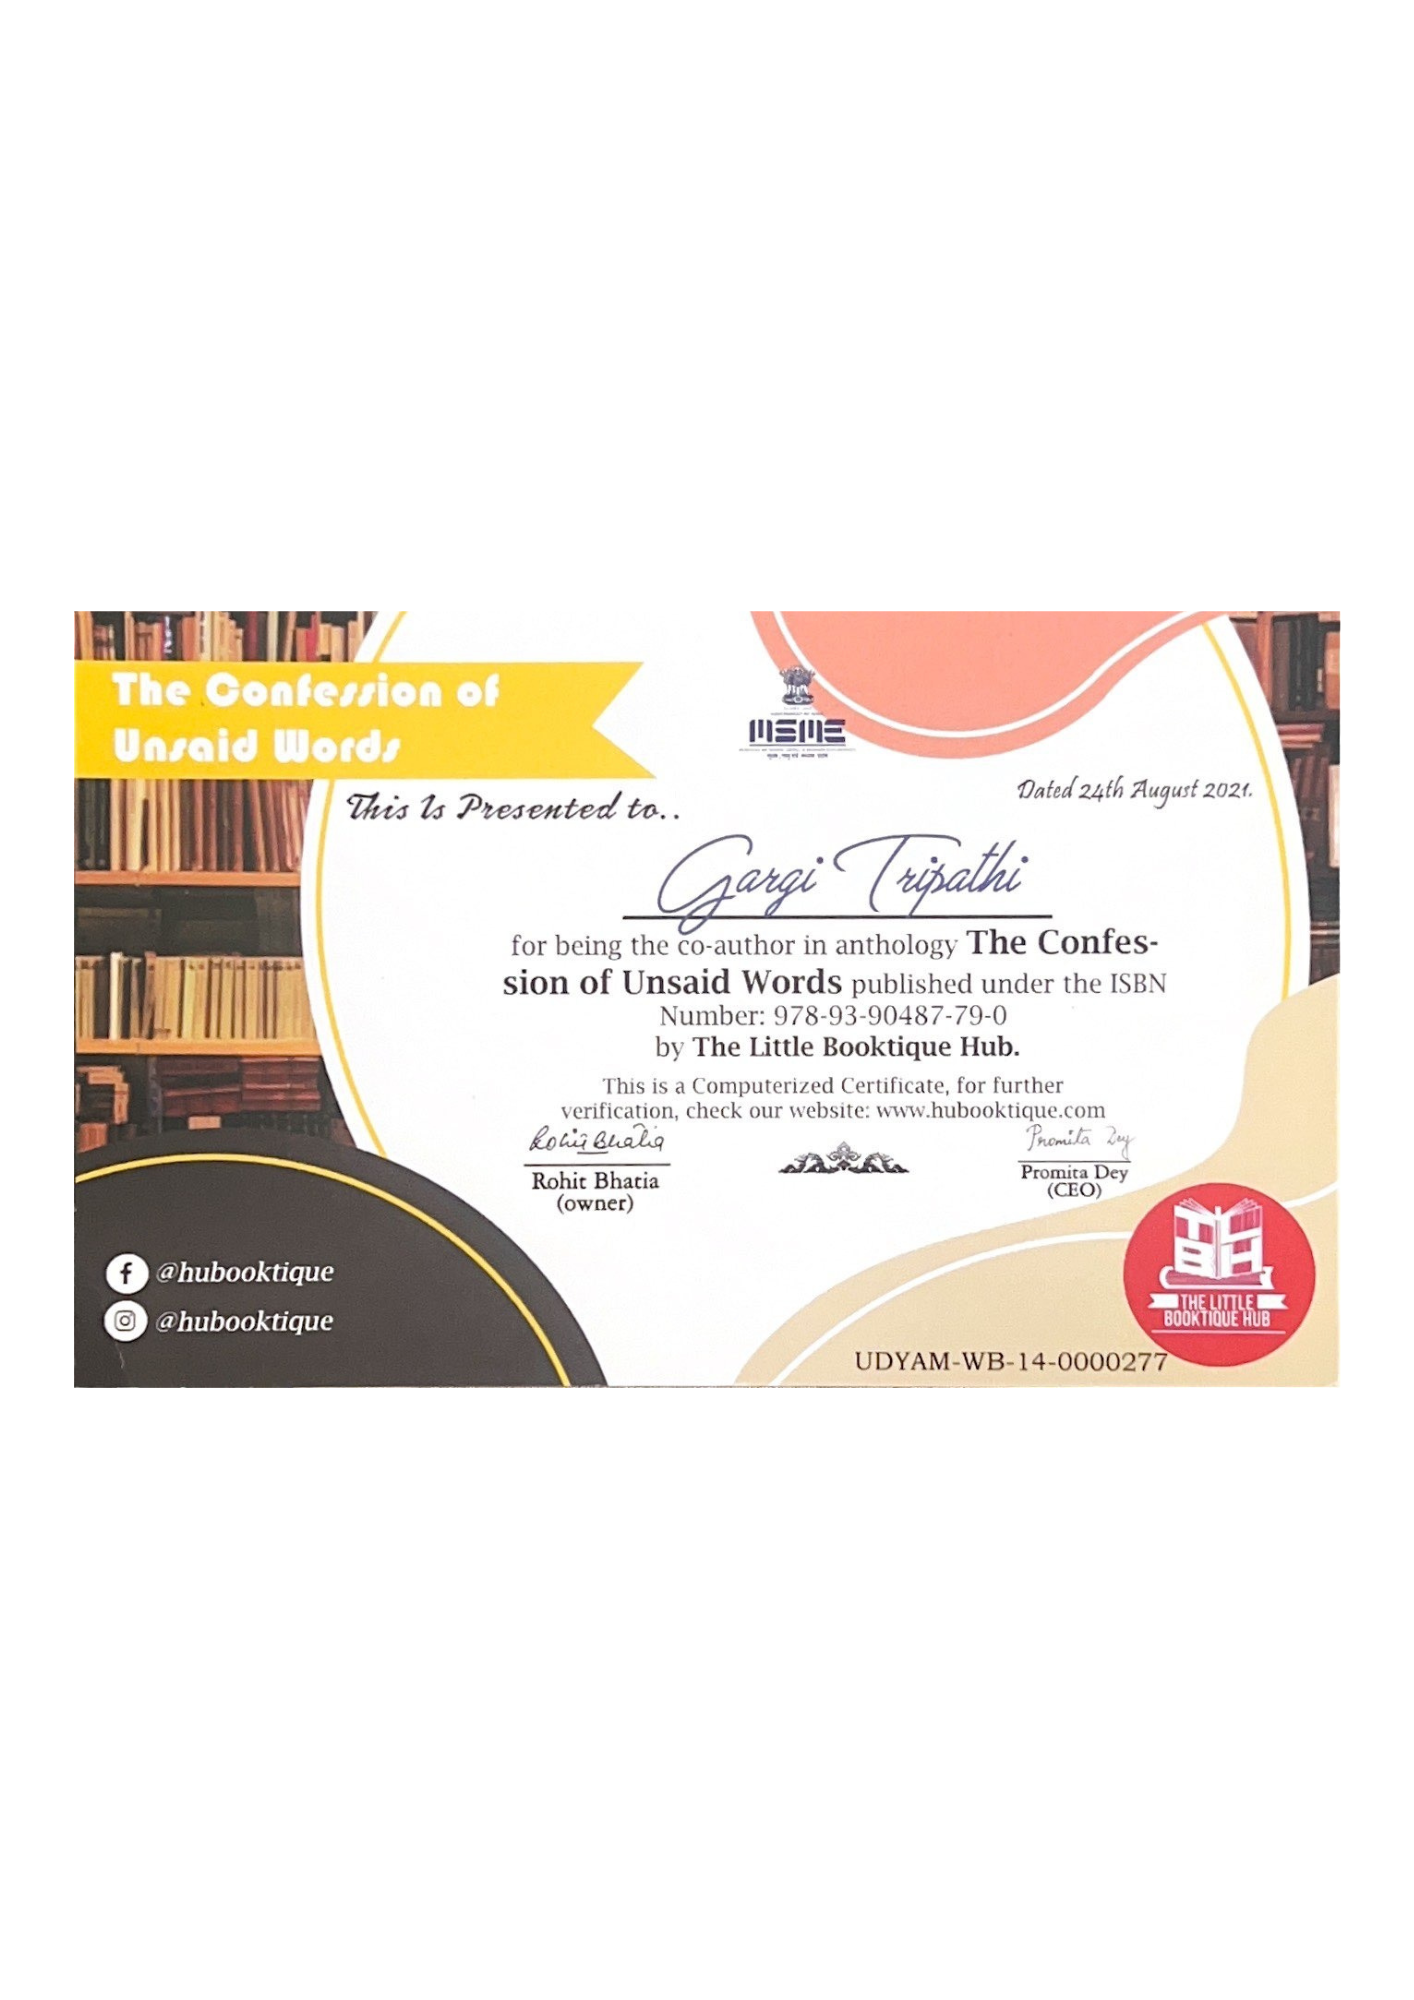 The Confession of
Unsaid Words
MSME
This Is Presented to..
Dated 24th August 2021.
Gargi Tripathi
for being the co-author in anthology The Confes-
sion of Unsaid Words published under the ISBN
Number: 978-93-90487-79-0
by The Little Booktique Hub.
This is a Computerized Certificate, for further
verification, check our website: www.hubooktique.com
Rohit Bhatia
Promita Dey
Rohit Bhatia
(owner)
Promita Dey
(CEO)
@hubooktique
@hubooktique
TLBH
THE LITTLE
BOOKTIQUE HUB
UDYAM-WB-14-0000277